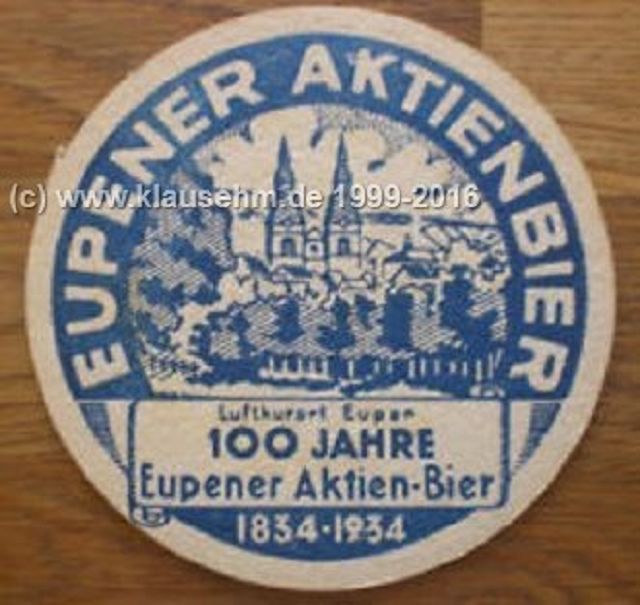 EUPENER AKTIENBIER
(c) www.klausehm.de 1999-2016
Luftkurort Eupen
100 JAHRE
Eupener Aktien-Bier
1834·1934